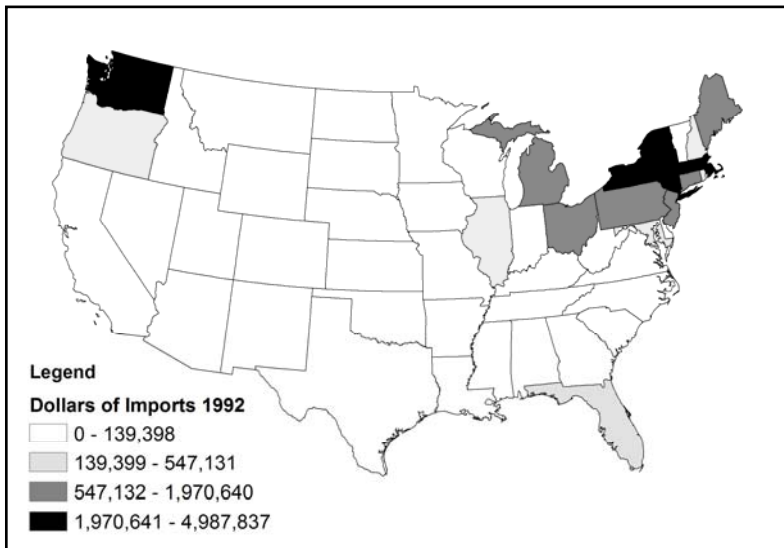 Legend
Dollars of Imports 1992
0 - 139,398
139,399 - 547,131
547,132 - 1,970,640
1,970,641 - 4,987,837